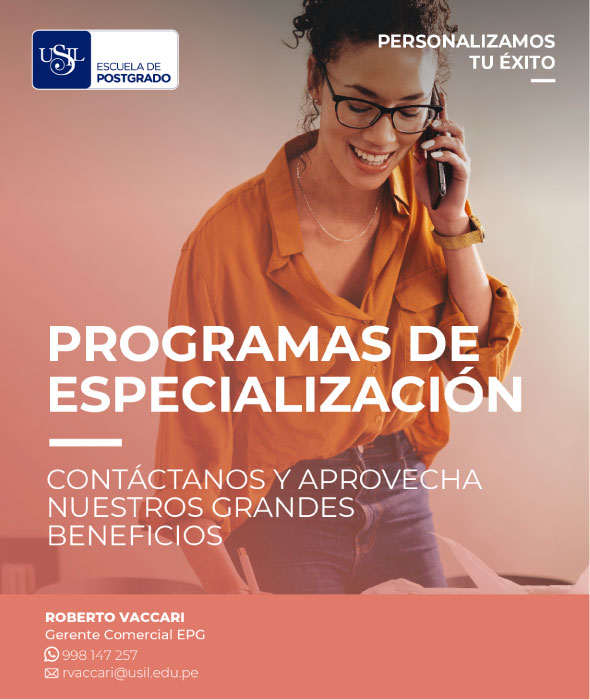 USIL
ESCUELA DE
POSTGRADO
PERSONALIZAMOS
TU ÉXITO
PROGRAMAS DE
ESPECIALIZACIÓN
CONTÁCTANOS Y APROVECHA
NUESTROS GRANDES
BENEFICIOS
ROBERTO VACCARI
Gerente Comercial EPG
998 147 257
rvaccari@usil.edu.pe